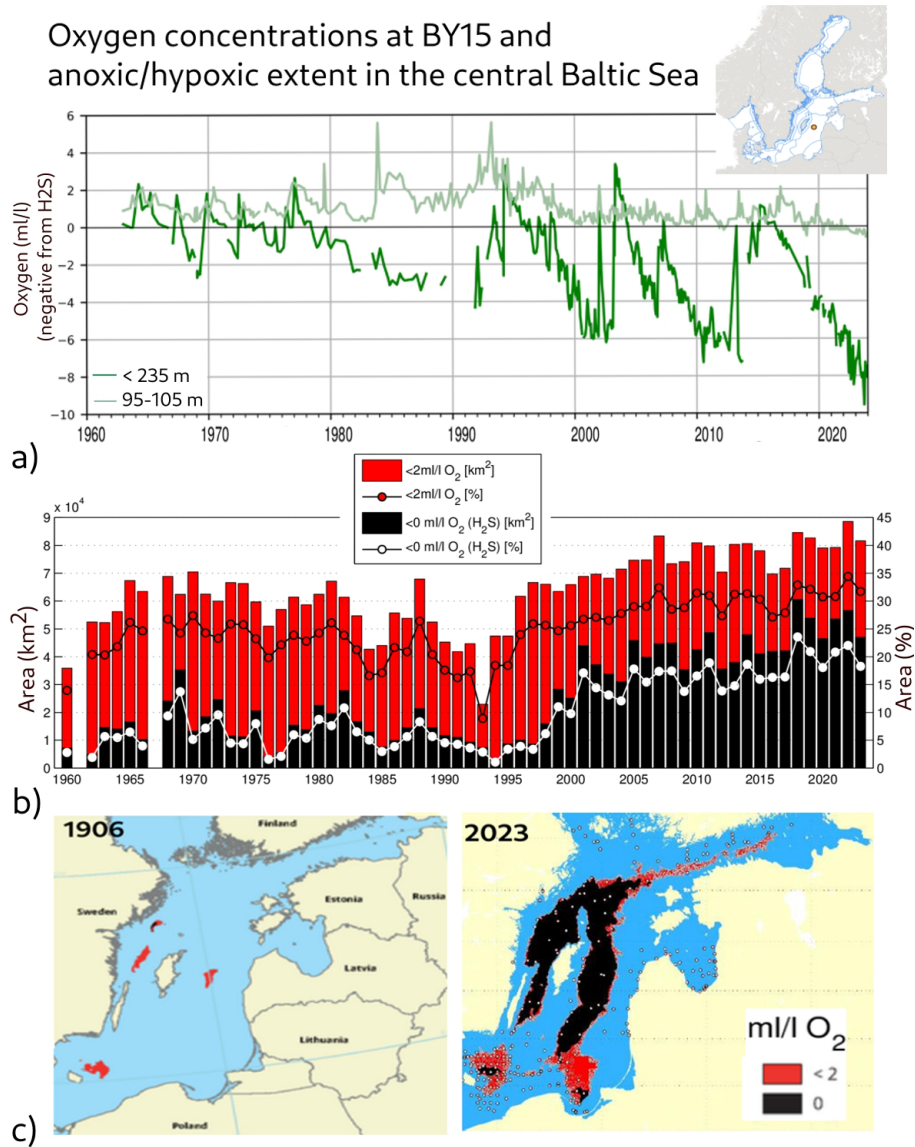 Oxygen concentrations at BY15 and
anoxic/hypoxic extent in the central Baltic Sea
Oxygen (ml/l)
(negative from H2S)
6
4
2
0
−2
−4
−6
−8
−10
< 235 m
95-105 m
1960 1970 1980 1990 2000 2010 2020
a)
<2ml/l O2 [km2]
<2ml/l O2 [%]
<0 ml/l O2 (H2S) [km2]
<0 ml/l O2 (H2S) [%]
x 10^4
Area (km2)
9
8
7
6
5
4
3
2
1
0
45
40
35
30
25
20
15
10
5
0
Area (%)
1960 1965 1970 1975 1980 1985 1990 1995 2000 2005 2010 2015 2020
b)
1906
Finland
Sweden
Estonia
Russia
Latvia
Lithuania
Poland
2023
ml/l O2
< 2
0
c)